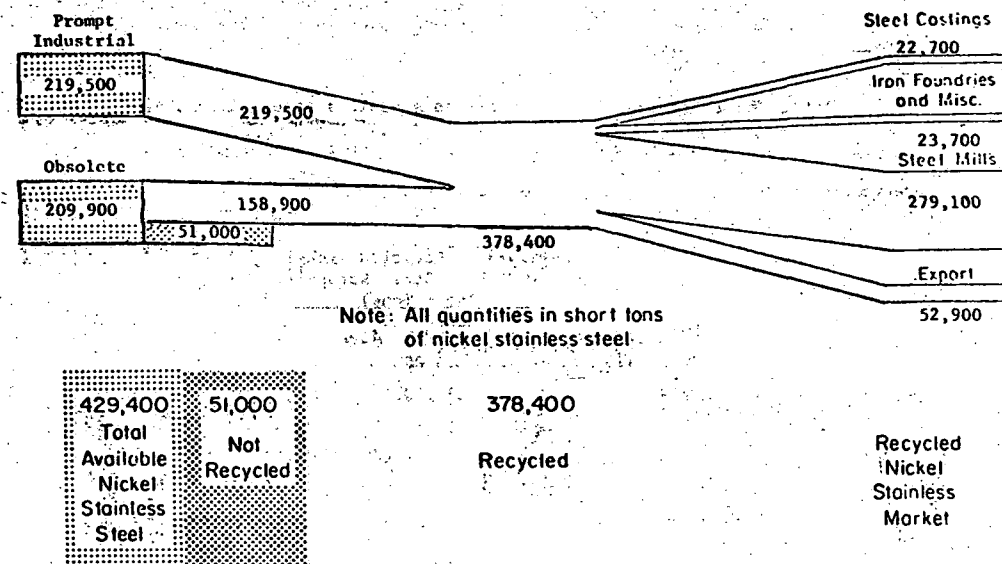 Prompt
Industrial
219,500
219,500
Obsolete
209,900
158,900
51,000
378,400
Steel Costings
22,700
Iron Foundries
and Misc.
23,700
Steel Mills
279,100
Export
52,900
Note: All quantities in short tons
of nickel stainless steel
429,400
Total
Available
Nickel
Stainless
Steel
51,000
Not
Recycled
378,400
Recycled
Recycled
Nickel
Stainless
Market